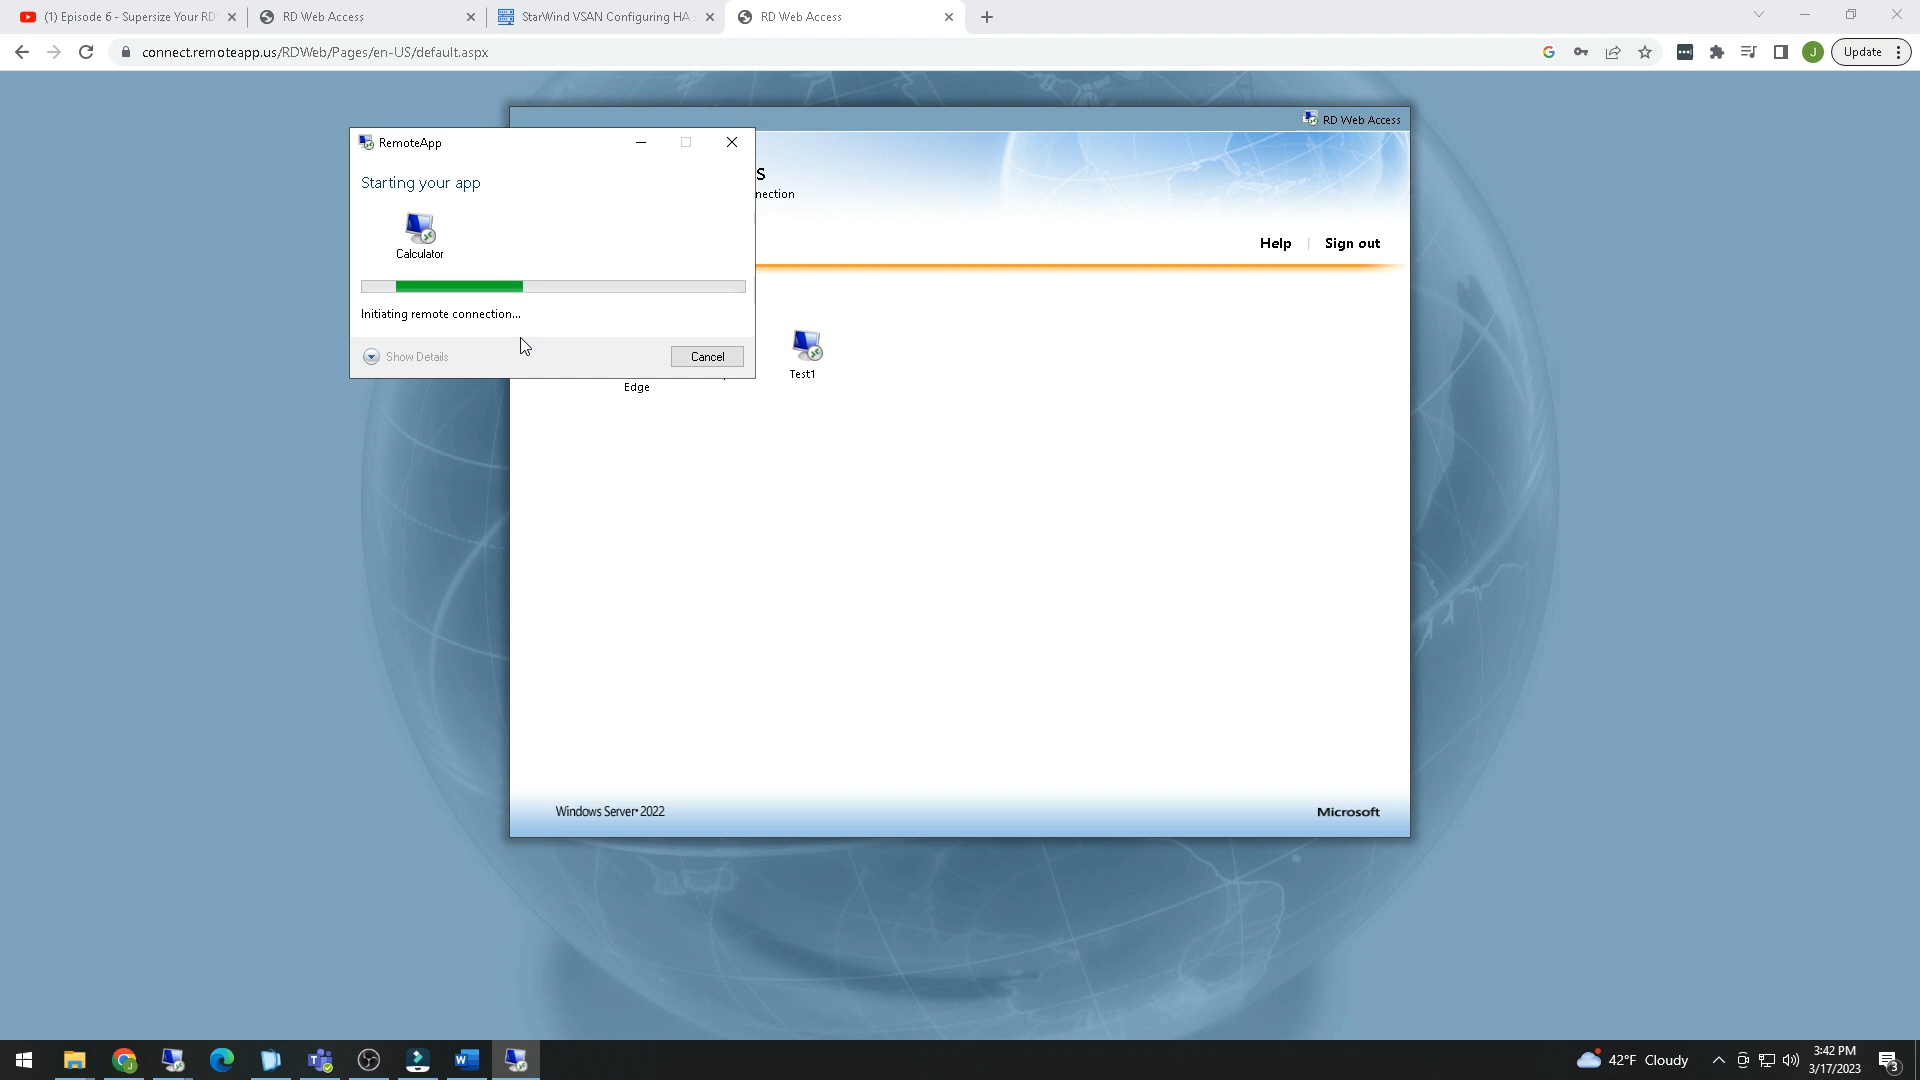 (1) Episode 6 - Supersize Your RD
RD Web Access
StarWind VSAN Configuring HA
RD Web Access
connect.remoteapp.us/RDWeb/Pages/en-US/default.aspx
J
Update
RD Web Access
RemoteApp
s
nection
Starting your app
Help
Sign out
Calculator
Initiating remote connection...
Show Details
Cancel
Test1
Edge
Windows Server 2022
Microsoft
42°F Cloudy
3:42 PM
3/17/2023
3